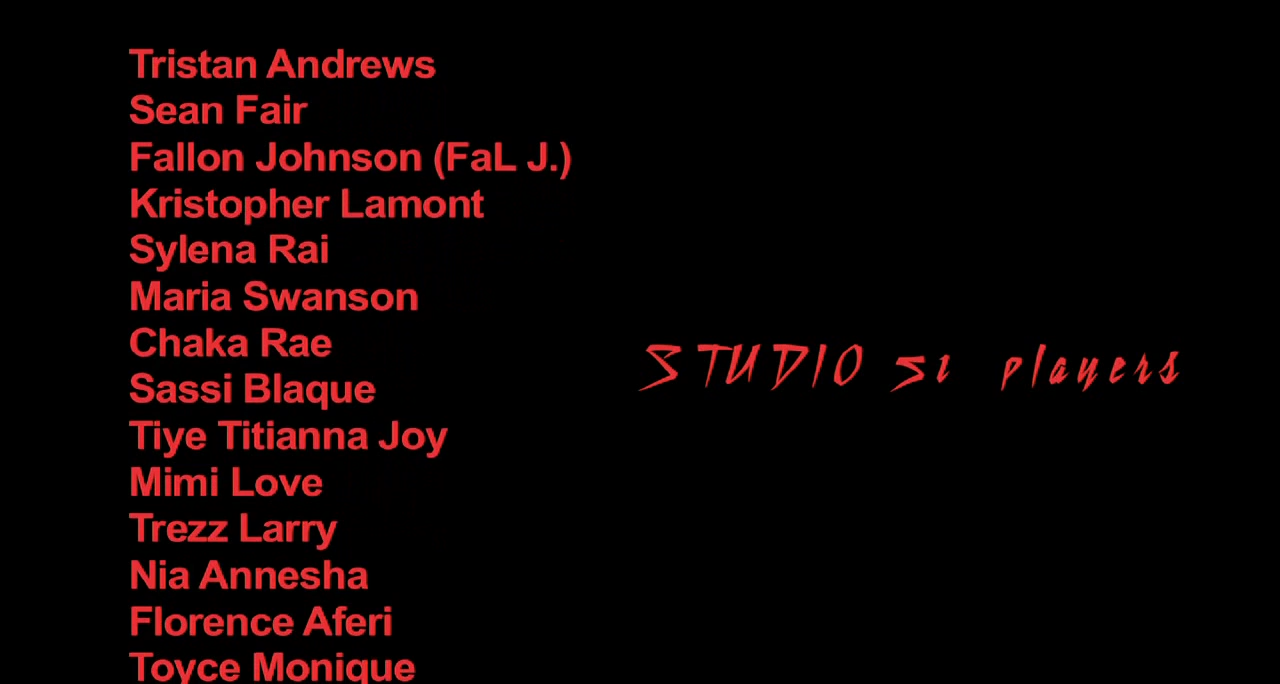 Tristan Andrews
Sean Fair
Fallon Johnson (FaL J.)
Kristopher Lamont
Sylena Rai
Maria Swanson
Chaka Rae
Sassi Blaque
Tiye Titianna Joy
Mimi Love
Trezz Larry
Nia Annesha
Florence Aferi
Toyce Monique
STUDIO 51 players